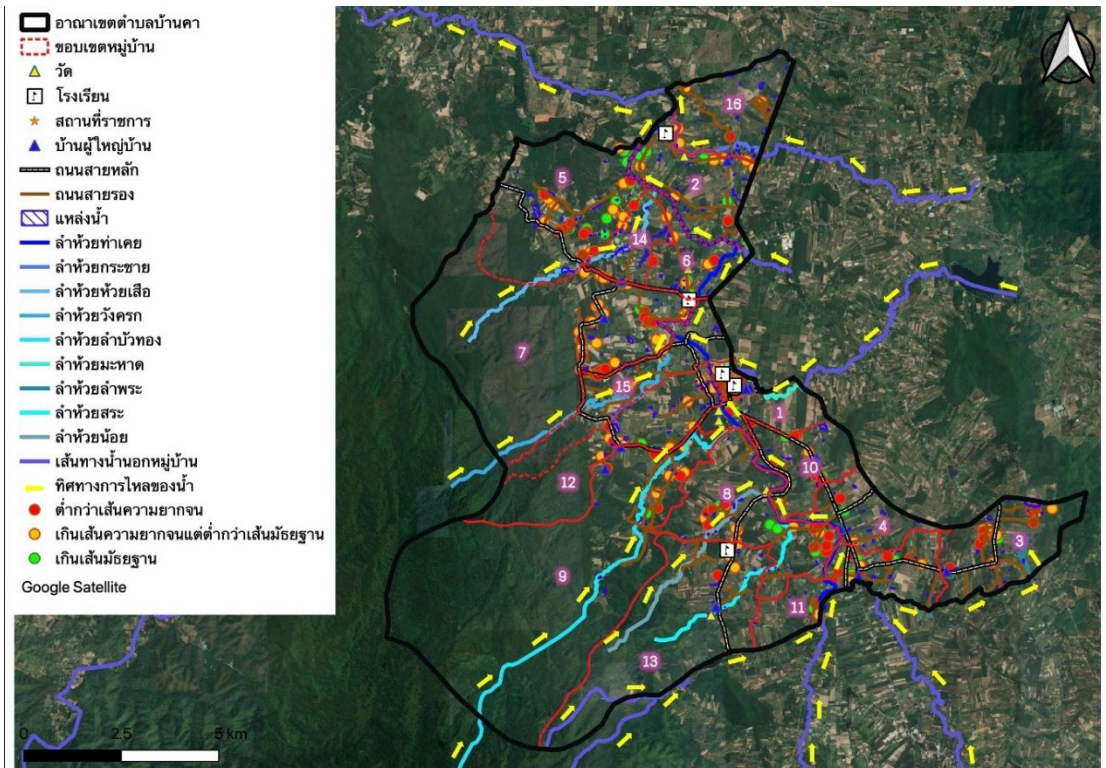 อาณาเขตตำบลบ้านคา
ขอบเขตหมู่บ้าน
วัด
โรงเรียน
สถานที่ราชการ
บ้านผู้ใหญ่บ้าน
ถนนสายหลัก
ถนนสายรอง
แหล่งน้ำ
ลำห้วยท่าเคย
ลำห้วยกระชาย
ลำห้วยห้วยเสือ
ลำห้วยวังครก
ลำห้วยลำบัวทอง
ลำห้วยมะหาด
ลำห้วยลำพระ
ลำห้วยสระ
ลำห้วยน้อย
เส้นทางน้ำนอกหมู่บ้าน
ทิศทางการไหลของน้ำ
ต่ำกว่าเส้นความยากจน
เกินเส้นความยากจนแต่ต่ำกว่าเส้นมัธยฐาน
เกินเส้นมัธยฐาน
Google Satellite
16
5
2
14
6
7
15
1
12
10
8
4
3
9
11
13
0 2.5 5 km